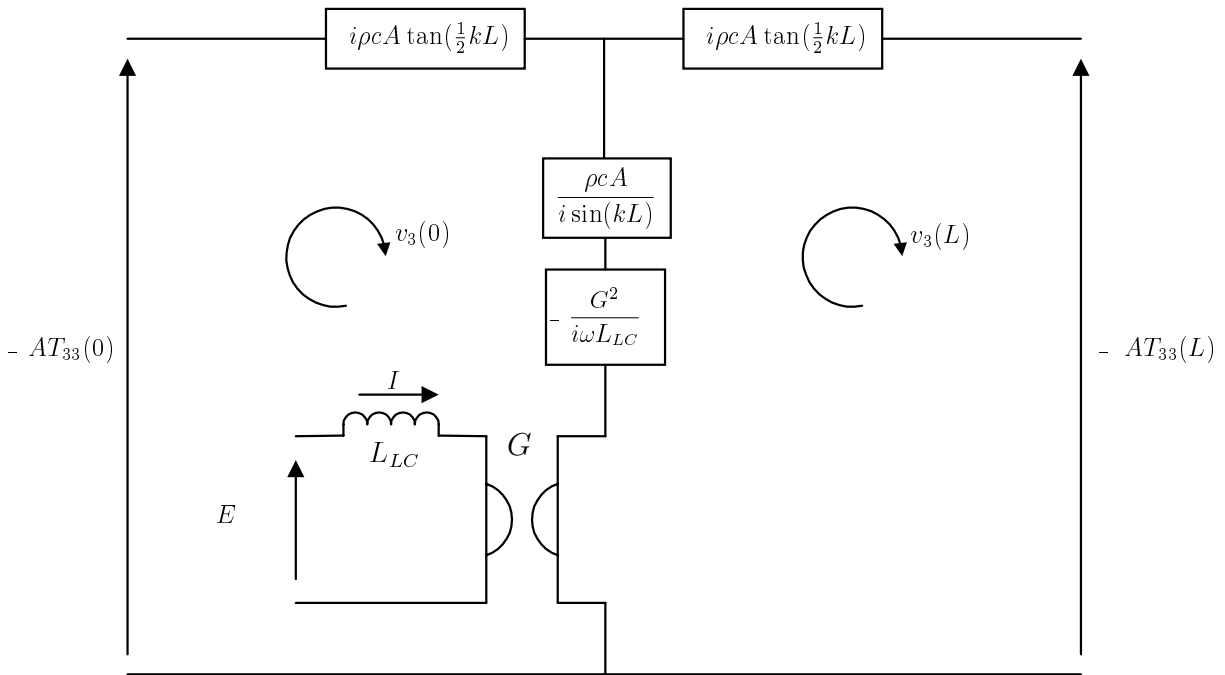 iρcA tan(½kL)
iρcA tan(½kL)
ρcA / i sin(kL)
v₃(0)
v₃(L)
– G² / iωL_LC
– AT₃₃(0)
– AT₃₃(L)
I
L_LC
G
E